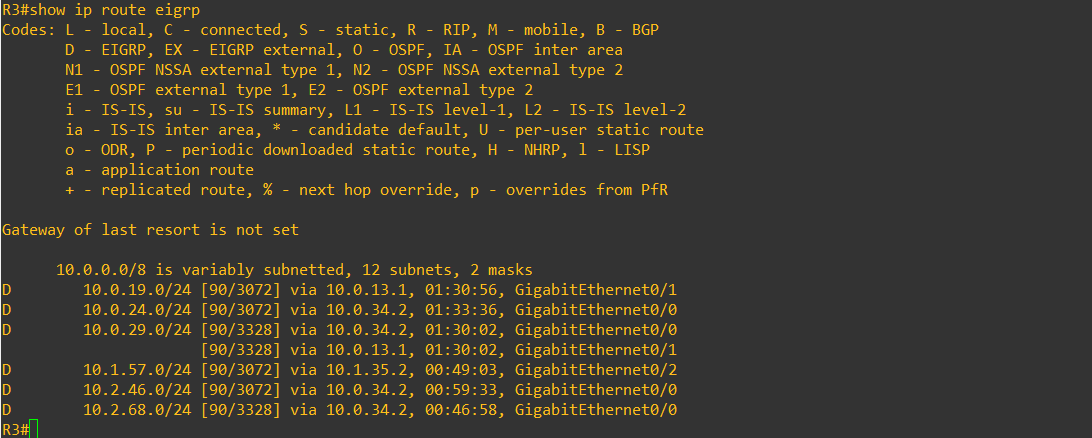 R3#show ip route eigrp
Codes: L - local, C - connected, S - static, R - RIP, M - mobile, B - BGP
       D - EIGRP, EX - EIGRP external, O - OSPF, IA - OSPF inter area
       N1 - OSPF NSSA external type 1, N2 - OSPF NSSA external type 2
       E1 - OSPF external type 1, E2 - OSPF external type 2
       i - IS-IS, su - IS-IS summary, L1 - IS-IS level-1, L2 - IS-IS level-2
       ia - IS-IS inter area, * - candidate default, U - per-user static route
       o - ODR, P - periodic downloaded static route, H - NHRP, l - LISP
       a - application route
       + - replicated route, % - next hop override, p - overrides from PfR

Gateway of last resort is not set

      10.0.0.0/8 is variably subnetted, 12 subnets, 2 masks
D        10.0.19.0/24 [90/3072] via 10.0.13.1, 01:30:56, GigabitEthernet0/1
D        10.0.24.0/24 [90/3072] via 10.0.34.2, 01:33:36, GigabitEthernet0/0
D        10.0.29.0/24 [90/3328] via 10.0.34.2, 01:30:02, GigabitEthernet0/0
                      [90/3328] via 10.0.13.1, 01:30:02, GigabitEthernet0/1
D        10.1.57.0/24 [90/3072] via 10.1.35.2, 00:49:03, GigabitEthernet0/2
D        10.2.46.0/24 [90/3072] via 10.0.34.2, 00:59:33, GigabitEthernet0/0
D        10.2.68.0/24 [90/3328] via 10.0.34.2, 00:46:58, GigabitEthernet0/0
R3#